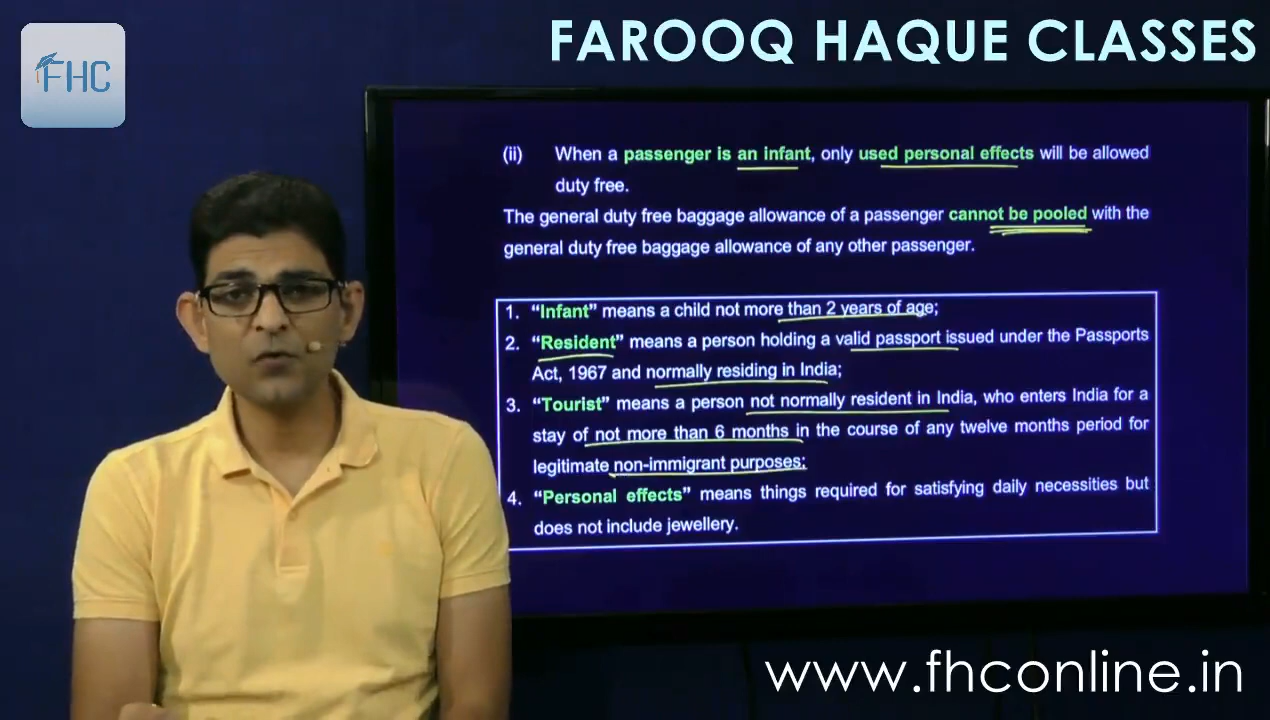 FHC
FAROOQ HAQUE CLASSES
(ii) When a passenger is an infant, only used personal effects will be allowed
duty free.
The general duty free baggage allowance of a passenger cannot be pooled with the
general duty free baggage allowance of any other passenger.
1. “Infant” means a child not more than 2 years of age;
2. “Resident” means a person holding a valid passport issued under the Passports
Act, 1967 and normally residing in India;
3. “Tourist” means a person not normally resident in India, who enters India for a
stay of not more than 6 months in the course of any twelve months period for
legitimate non-immigrant purposes;
4. “Personal effects” means things required for satisfying daily necessities but
does not include jewellery.
www.fhconline.in